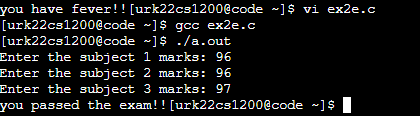 you have fever!![urk22cs1200@code ~]$ vi ex2e.c
[urk22cs1200@code ~]$ gcc ex2e.c
[urk22cs1200@code ~]$ ./a.out
Enter the subject 1 marks: 96
Enter the subject 2 marks: 96
Enter the subject 3 marks: 97
you passed the exam!![urk22cs1200@code ~]$